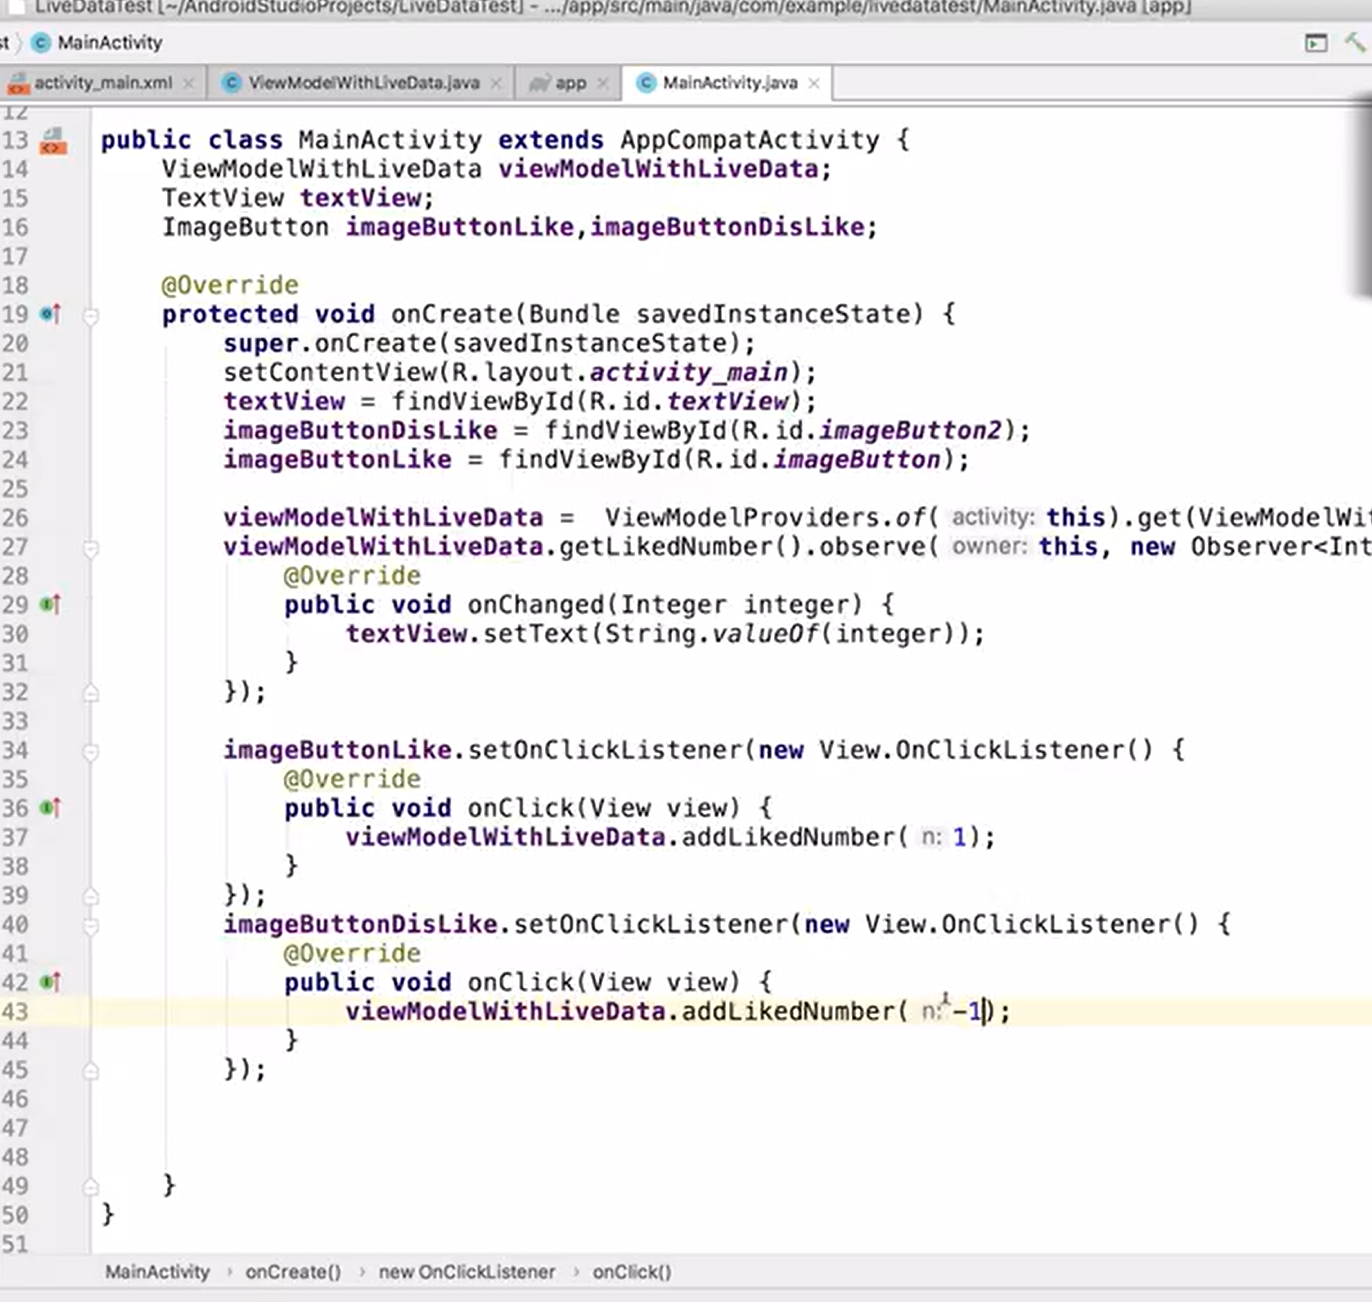 LiveDataTest [~/AndroidStudioProjects/LiveDataTest] - .../app/src/main/java/com/example/livedatatest/MainActivity.java [app]
st MainActivity
activity_main.xml ViewModelWithLiveData.java app MainActivity.java
12
13 public class MainActivity extends AppCompatActivity {
14 ViewModelWithLiveData viewModelWithLiveData;
15 TextView textView;
16 ImageButton imageButtonLike,imageButtonDisLike;
17
18 @Override
19 protected void onCreate(Bundle savedInstanceState) {
20 super.onCreate(savedInstanceState);
21 setContentView(R.layout.activity_main);
22 textView = findViewById(R.id.textView);
23 imageButtonDisLike = findViewById(R.id.imageButton2);
24 imageButtonLike = findViewById(R.id.imageButton);
25
26 viewModelWithLiveData = ViewModelProviders.of( activity: this).get(ViewModelWit
27 viewModelWithLiveData.getLikedNumber().observe( owner: this, new Observer<Int
28 @Override
29 public void onChanged(Integer integer) {
30 textView.setText(String.valueOf(integer));
31 }
32 });
33
34 imageButtonLike.setOnClickListener(new View.OnClickListener() {
35 @Override
36 public void onClick(View view) {
37 viewModelWithLiveData.addLikedNumber( n: 1);
38 }
39 });
40 imageButtonDisLike.setOnClickListener(new View.OnClickListener() {
41 @Override
42 public void onClick(View view) {
43 viewModelWithLiveData.addLikedNumber( n: -1);
44 }
45 });
46
47
48
49 }
50 }
51
MainActivity › onCreate() › new OnClickListener › onClick()